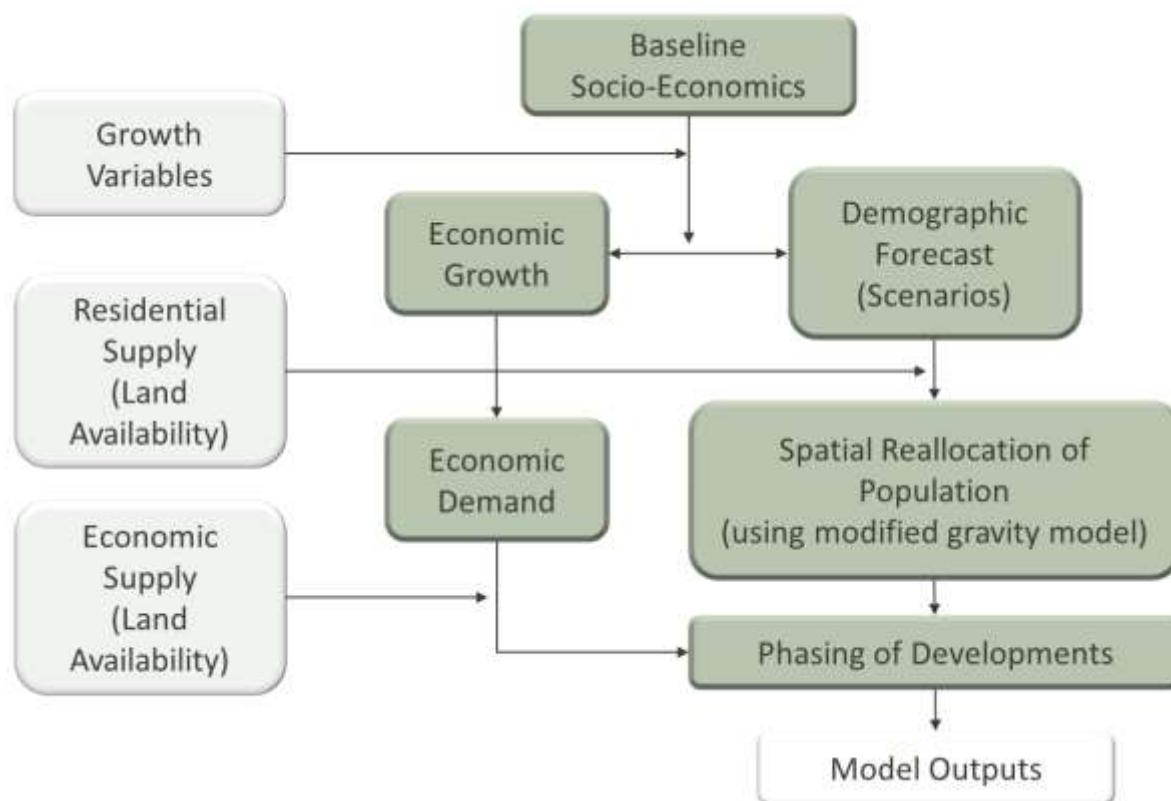 Baseline
Socio-Economics
Growth
Variables
Economic
Growth
Demographic
Forecast
(Scenarios)
Residential
Supply
(Land
Availability)
Economic
Demand
Spatial Reallocation of
Population
(using modified gravity model)
Economic
Supply
(Land
Availability)
Phasing of Developments
Model Outputs